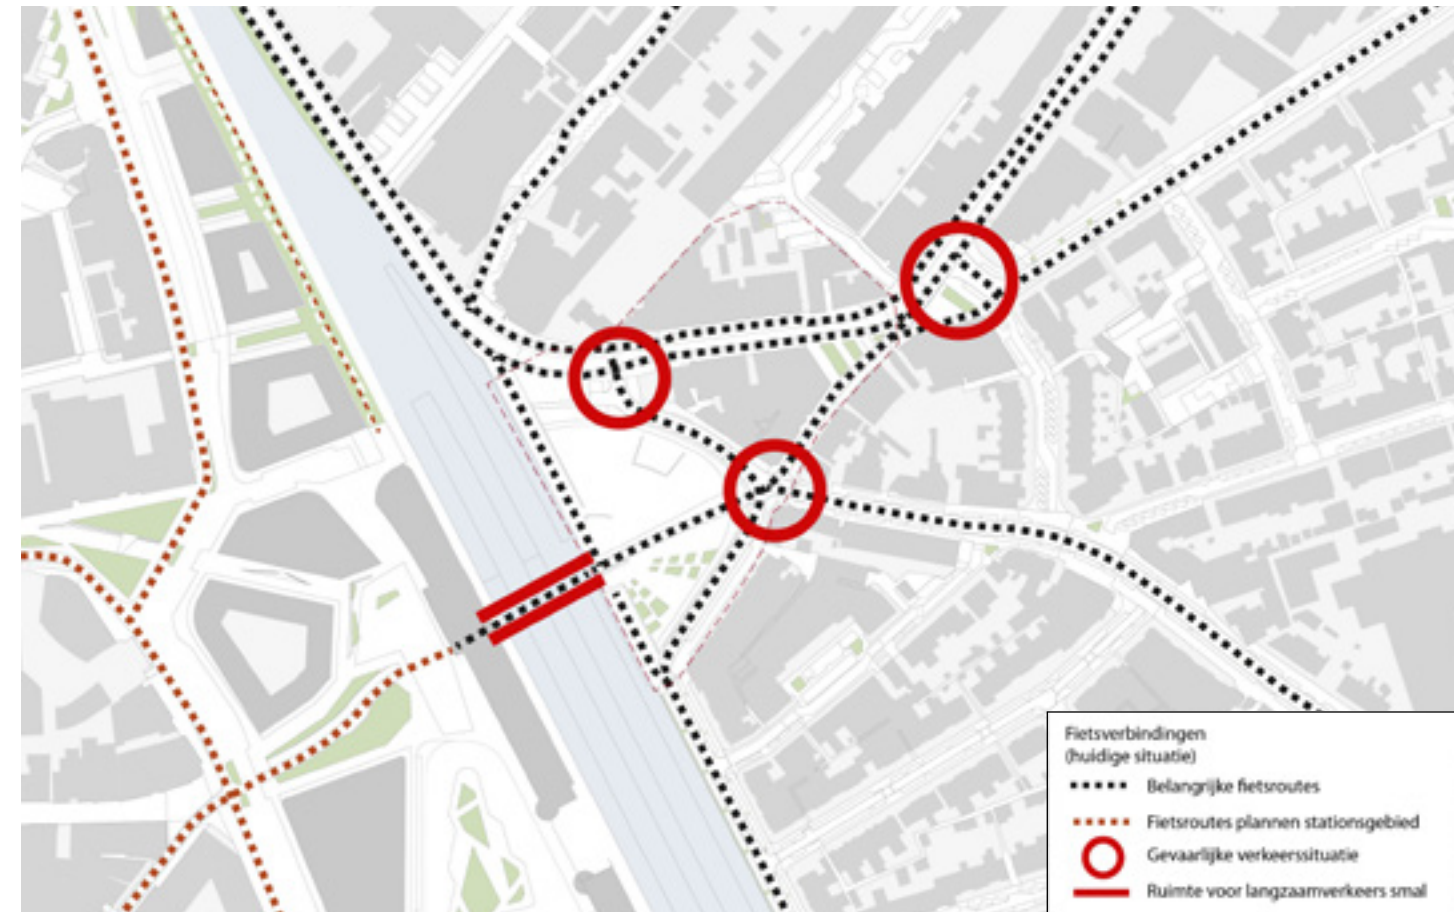 Fietsverbindingen
(huidige situatie)
Belangrijke fietsroutes
Fietsroutes plannen stationsgebied
Gevaarlijke verkeerssituatie
Ruimte voor langzaamverkeers smal